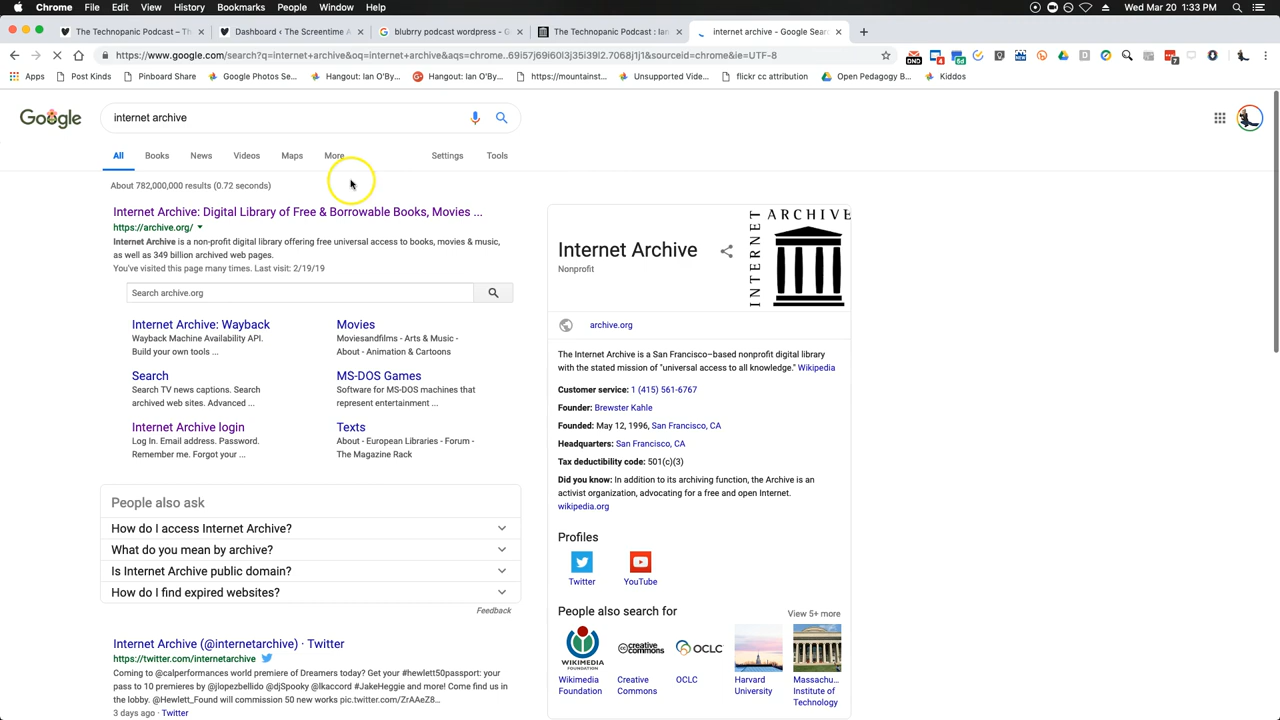 Chrome File Edit View History Bookmarks People Window Help Wed Mar 20 1:33 PM
The Technopanic Podcast – Th × Dashboard ‹ The Screentime A × blubrry podcast wordpress - G × The Technopanic Podcast : Ian × internet archive - Google Sear × +
https://www.google.com/search?q=internet+archive&oq=internet+archive&aqs=chrome..69i57j69i60l3j35i39l2.7068j1j1&sourceid=chrome&ie=UTF-8
Apps Post Kinds Pinboard Share Google Photos Se... Hangout: Ian O'By... Hangout: Ian O'By... https://mountainst... Unsupported Vide... flickr cc attribution Open Pedagogy B... Kiddos
Google
internet archive
All Books News Videos Maps More Settings Tools
About 782,000,000 results (0.72 seconds)
Internet Archive: Digital Library of Free & Borrowable Books, Movies ...
https://archive.org/
Internet Archive is a non-profit digital library offering free universal access to books, movies & music,
as well as 349 billion archived web pages.
You've visited this page many times. Last visit: 2/19/19
Search archive.org
Internet Archive: Wayback
Wayback Machine Availability API.
Build your own tools ...
Movies
Moviesandfilms - Arts & Music -
About - Animation & Cartoons
Search
Search TV news captions. Search
archived web sites. Advanced ...
MS-DOS Games
Software for MS-DOS machines that
represent entertainment ...
Internet Archive login
Log In. Email address. Password.
Remember me. Forgot your ...
Texts
About - European Libraries - Forum -
The Magazine Rack
People also ask
How do I access Internet Archive?
What do you mean by archive?
Is Internet Archive public domain?
How do I find expired websites?
Feedback
Internet Archive (@internetarchive) · Twitter
https://twitter.com/internetarchive
Coming to @calperformances world premiere of Dreamers today? Get your #hewlett50passport: your
pass to 10 premieres by @jlopezbellido @djSpooky @lkaccord #JakeHeggie and more! Come find us in
the lobby. @Hewlett_Found will commission 50 new works pic.twitter.com/ZrAAeZ8...
3 days ago · Twitter
Internet Archive
Nonprofit
INTERNET ARCHIVE
archive.org
The Internet Archive is a San Francisco–based nonprofit digital library
with the stated mission of "universal access to all knowledge." Wikipedia
Customer service: 1 (415) 561-6767
Founder: Brewster Kahle
Founded: May 12, 1996, San Francisco, CA
Headquarters: San Francisco, CA
Tax deductibility code: 501(c)(3)
Did you know: In addition to its archiving function, the Archive is an
activist organization, advocating for a free and open Internet.
wikipedia.org
Profiles
Twitter YouTube
People also search for View 5+ more
WIKIMEDIA
FOUNDATION
creative
commons
OCLC
Wikimedia
Foundation
Creative
Commons
OCLC
Harvard
University
Massachu...
Institute of
Technology